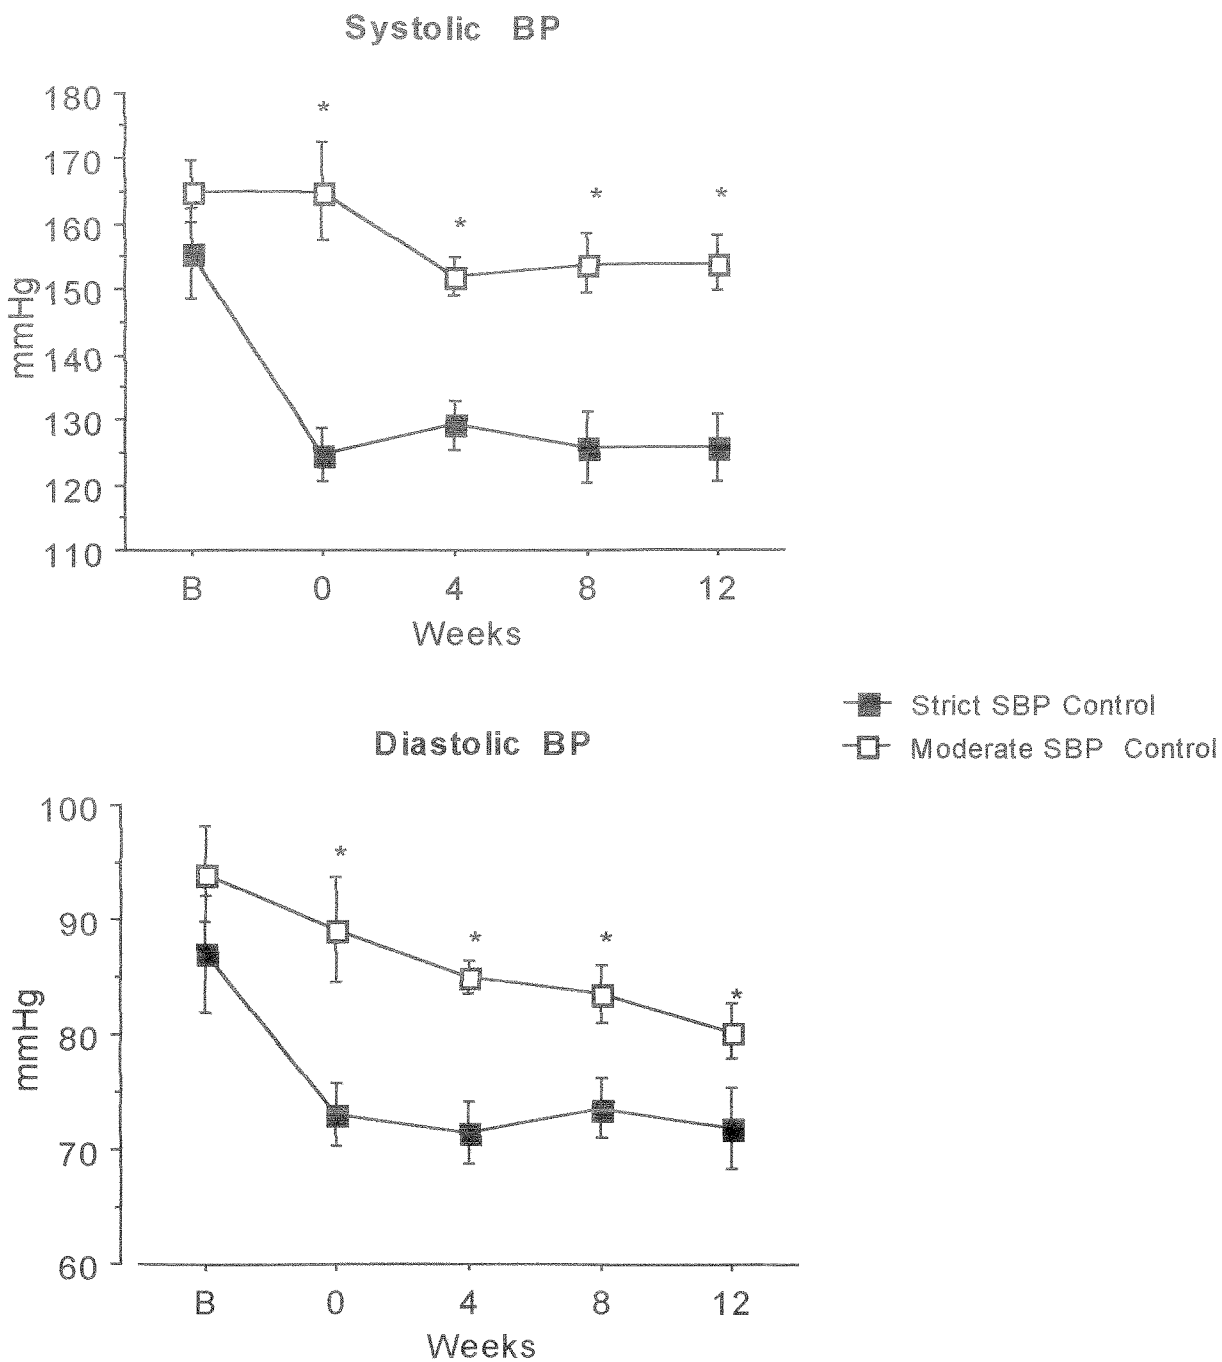 Systolic BP
180
170
160
150
140
130
120
110
mmHg
*
*
*
*
B 0 4 8 12
Weeks
Strict SBP Control
Moderate SBP Control
Diastolic BP
100
90
80
70
60
mmHg
*
*
*
*
B 0 4 8 12
Weeks